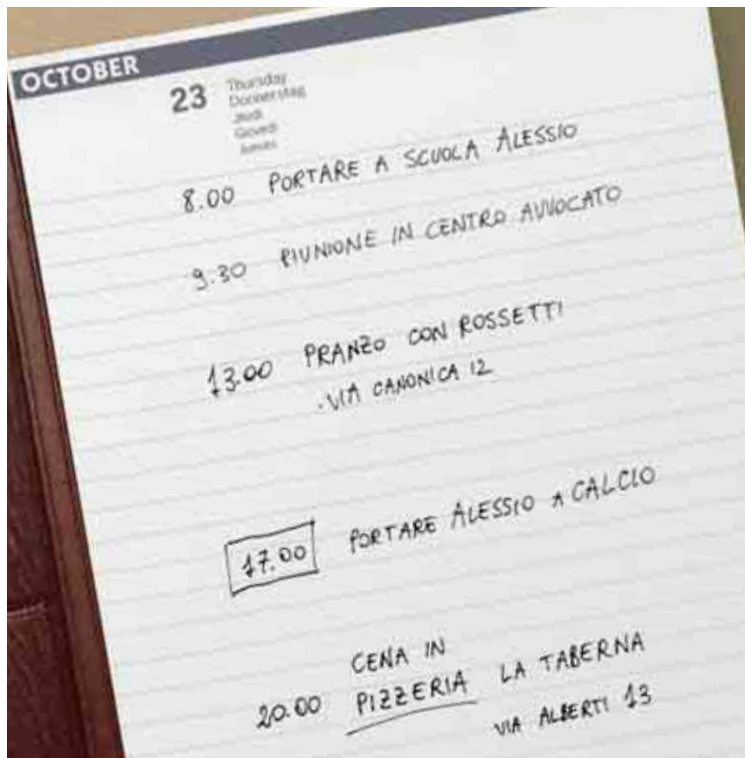 OCTOBER
23 Thursday
Donnerstag
Jeudi
Giovedì
Jueves
8.00 PORTARE A SCUOLA ALESSIO
9.30 RIUNIONE IN CENTRO AVVOCATO
13.00 PRANZO CON ROSSETTI
. VIA CANONICA 12
17.00 PORTARE ALESSIO A CALCIO
CENA IN
20.00 PIZZERIA LA TABERNA
VIA ALBERTI 13